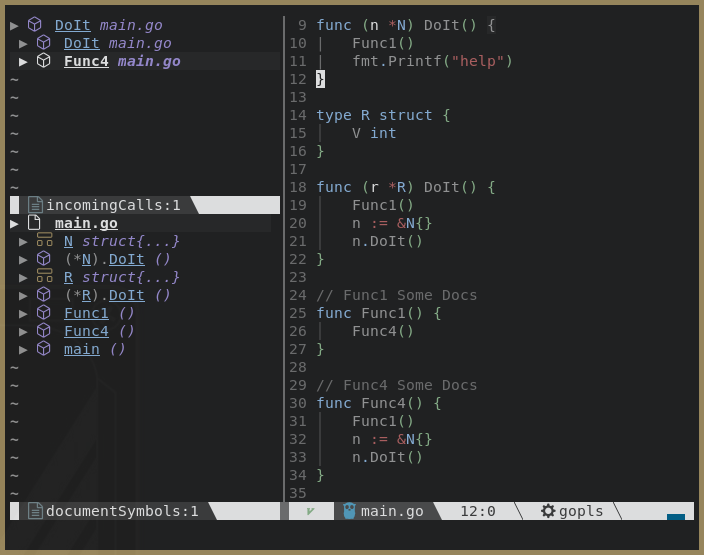 ▶ DoIt main.go
▶ DoIt main.go
▶ Func4 main.go
~
~
~
~
~
~
~
incomingCalls:1
▶ main.go
▶ N struct{...}
▶ (*N).DoIt ()
▶ R struct{...}
▶ (*R).DoIt ()
▶ Func1 ()
▶ Func4 ()
▶ main ()
~
~
~
~
~
~
~
~
documentSymbols:1
9 func (n *N) DoIt() {
10 | Func1()
11 | fmt.Printf("help")
12 }
13
14 type R struct {
15 | V int
16 }
17
18 func (r *R) DoIt() {
19 | Func1()
20 | n := &N{}
21 | n.DoIt()
22 }
23
24 // Func1 Some Docs
25 func Func1() {
26 | Func4()
27 }
28
29 // Func4 Some Docs
30 func Func4() {
31 | Func1()
32 | n := &N{}
33 | n.DoIt()
34 }
35
v main.go 12:0 gopls